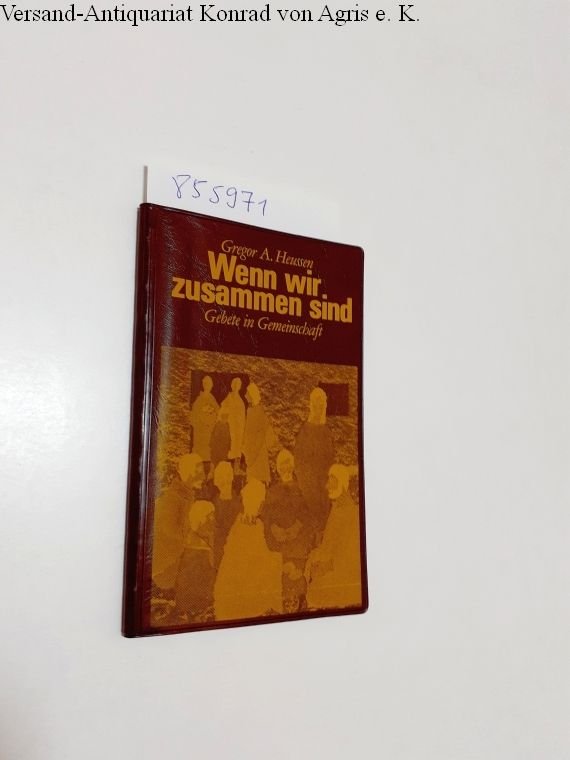 Versand-Antiquariat Konrad von Agris e. K.
855971
Gregor A. Heussen
Wenn wir
zusammen sind
Gebete in Gemeinschaft